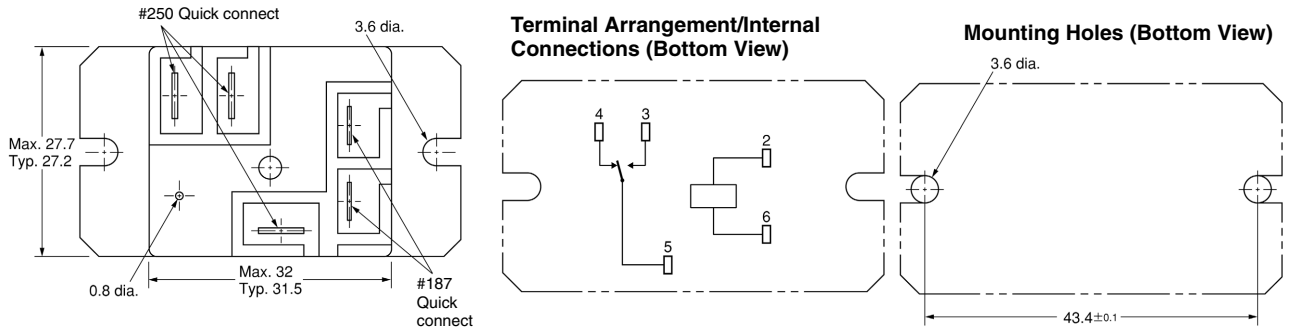 #250 Quick connect
3.6 dia.
Max. 27.7
Typ. 27.2
0.8 dia.
Max. 32
Typ. 31.5
#187
Quick
connect
Terminal Arrangement/Internal
Connections (Bottom View)
4
3
2
6
5
Mounting Holes (Bottom View)
3.6 dia.
43.4±0.1